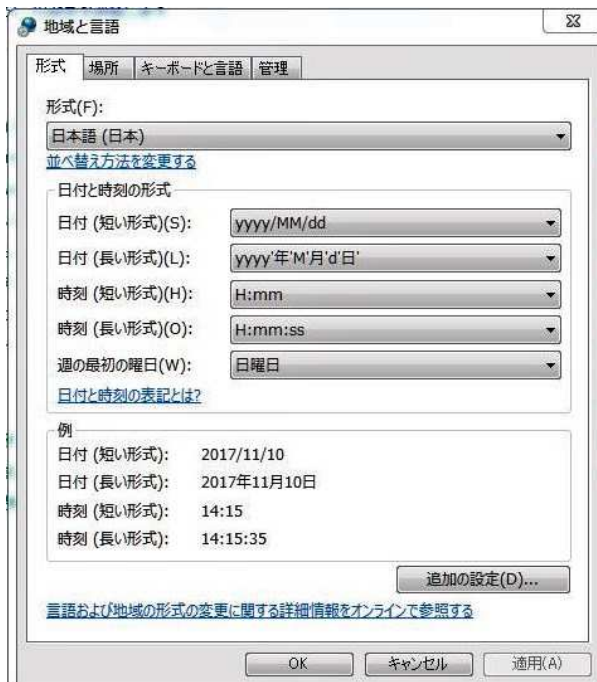 地域と言語
形式 場所 キーボードと言語 管理
形式(F):
日本語 (日本)
並べ替え方法を変更する
日付と時刻の形式
日付 (短い形式)(S): yyyy/MM/dd
日付 (長い形式)(L): yyyy'年'M'月'd'日'
時刻 (短い形式)(H): H:mm
時刻 (長い形式)(O): H:mm:ss
週の最初の曜日(W): 日曜日
日付と時刻の表記とは?
例
日付 (短い形式): 2017/11/10
日付 (長い形式): 2017年11月10日
時刻 (短い形式): 14:15
時刻 (長い形式): 14:15:35
追加の設定(D)...
言語および地域の形式の変更に関する詳細情報をオンラインで参照する
OK キャンセル 適用(A)